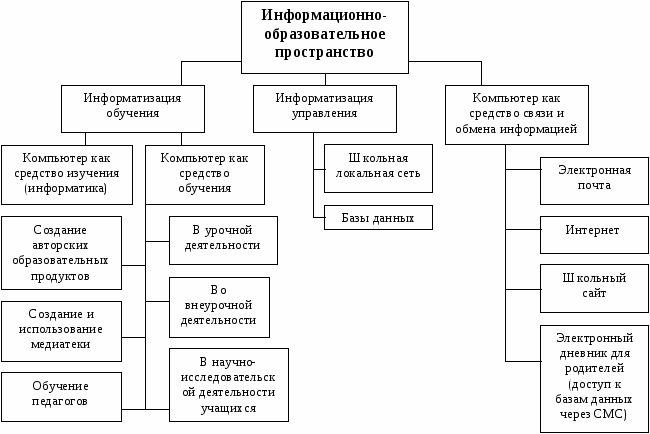 Информационно-
образовательное
пространство
Информатизация
обучения
Информатизация
управления
Компьютер как
средство связи и
обмена информацией
Компьютер как
средство изучения
(информатика)
Компьютер как
средство
обучения
Школьная
локальная сеть
Базы данных
Электронная
почта
Интернет
Школьный
сайт
Электронный
дневник для
родителей
(доступ к
базам данных
через СМС)
Создание
авторских
образовательных
продуктов
Создание и
использование
медиатеки
Обучение
педагогов
В урочной
деятельности
Во
внеурочной
деятельности
В научно-
исследовательск
ой деятельности
учащихся